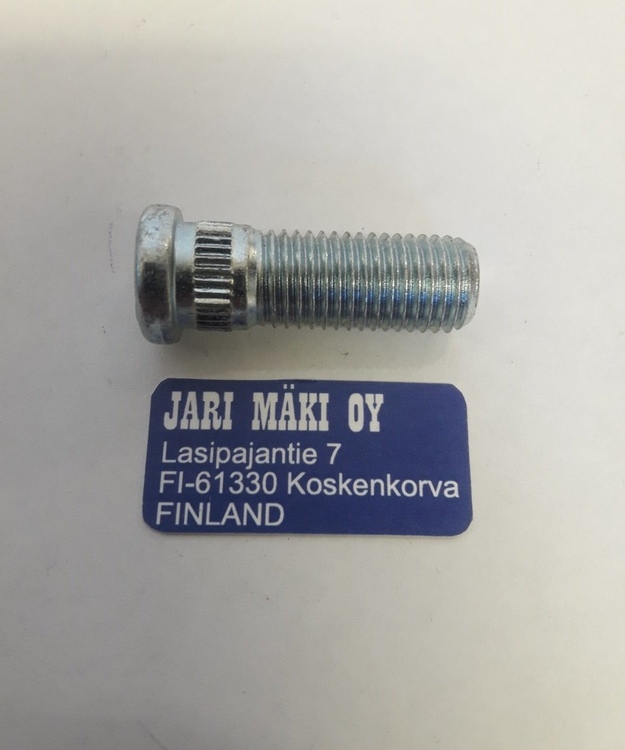 JARI MÄKI OY
Lasipajantie 7
FI-61330 Koskenkorva
FINLAND